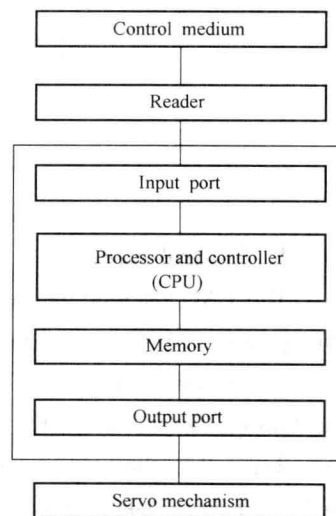 Control medium
Reader
Input port
Processor and controller
(CPU)
Memory
Output port
Servo mechanism